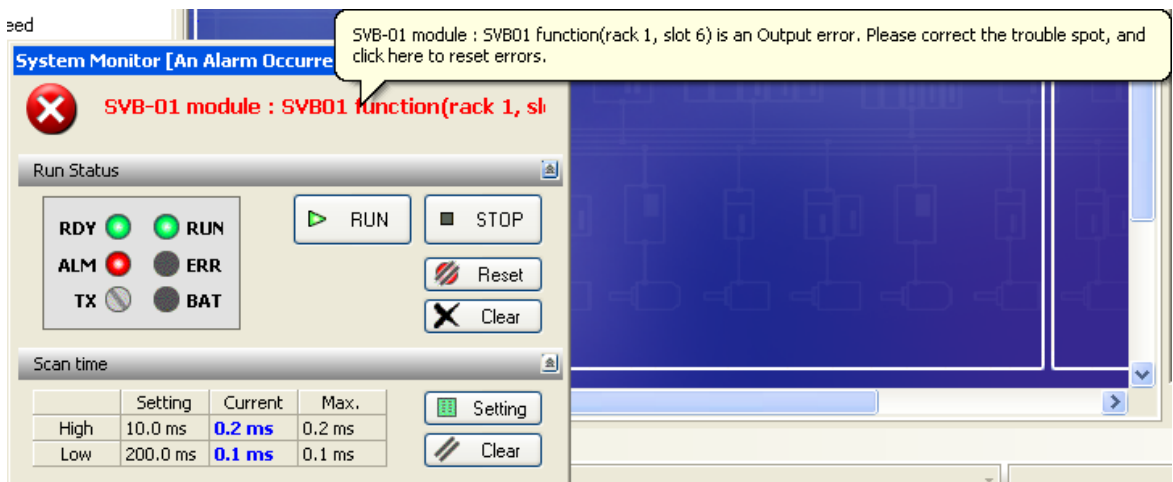 SVB-01 module : SVB01 function(rack 1, slot 6) is an Output error. Please correct the trouble spot, and
click here to reset errors.
System Monitor [An Alarm Occurre
SVB-01 module : SVB01 function(rack 1,
Run Status
RDY RUN
ALM ERR
TX BAT
RUN STOP
Reset
Clear
Scan time
Setting Current Max.
High 10.0 ms 0.2 ms 0.2 ms
Low 200.0 ms 0.1 ms 0.1 ms
Setting
Clear